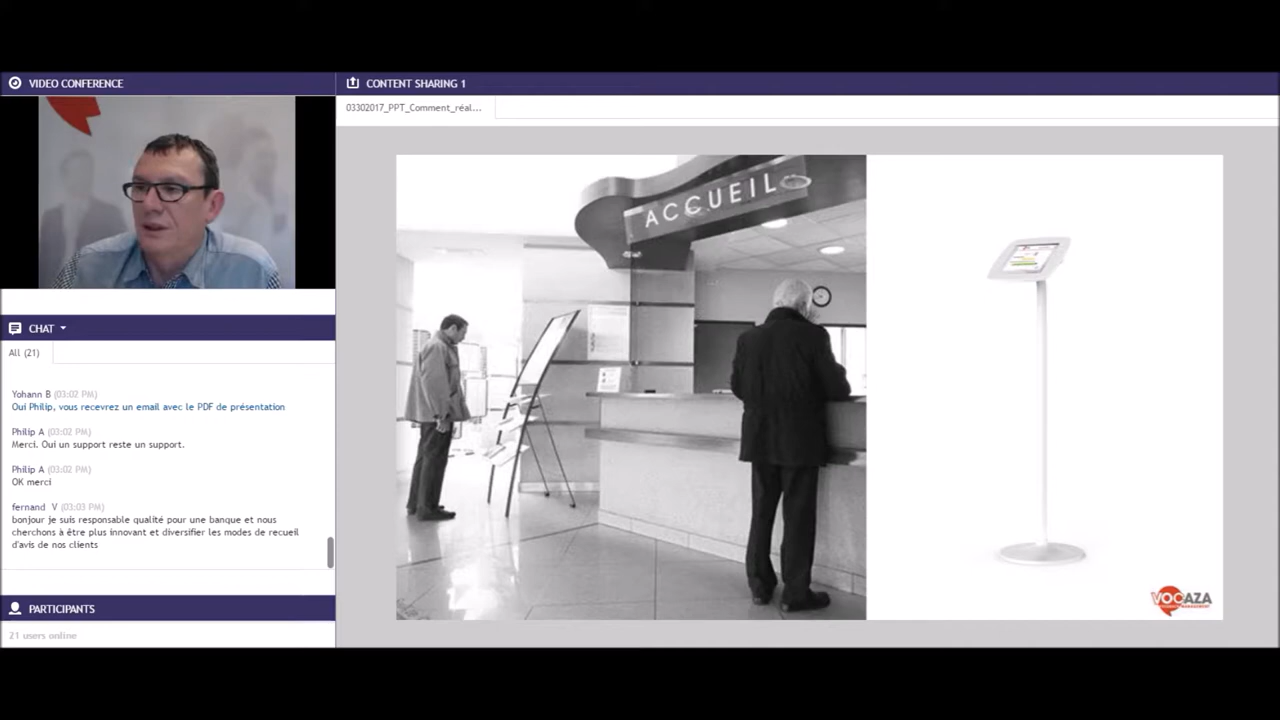 VIDEO CONFERENCE
CHAT
All (21)
Yohann B (03:02 PM)
Oui Philip, vous recevrez un email avec le PDF de présentation
Philip A (03:02 PM)
Merci. Oui un support reste un support.
Philip A (03:02 PM)
OK merci
fernand V (03:03 PM)
bonjour je suis responsable qualité pour une banque et nous
cherchons à être plus innovant et diversifier les modes de recueil
d'avis de nos clients
PARTICIPANTS
21 users online
CONTENT SHARING 1
03302017_PPT_Comment_réal...
ACCUEIL
VOCAZA